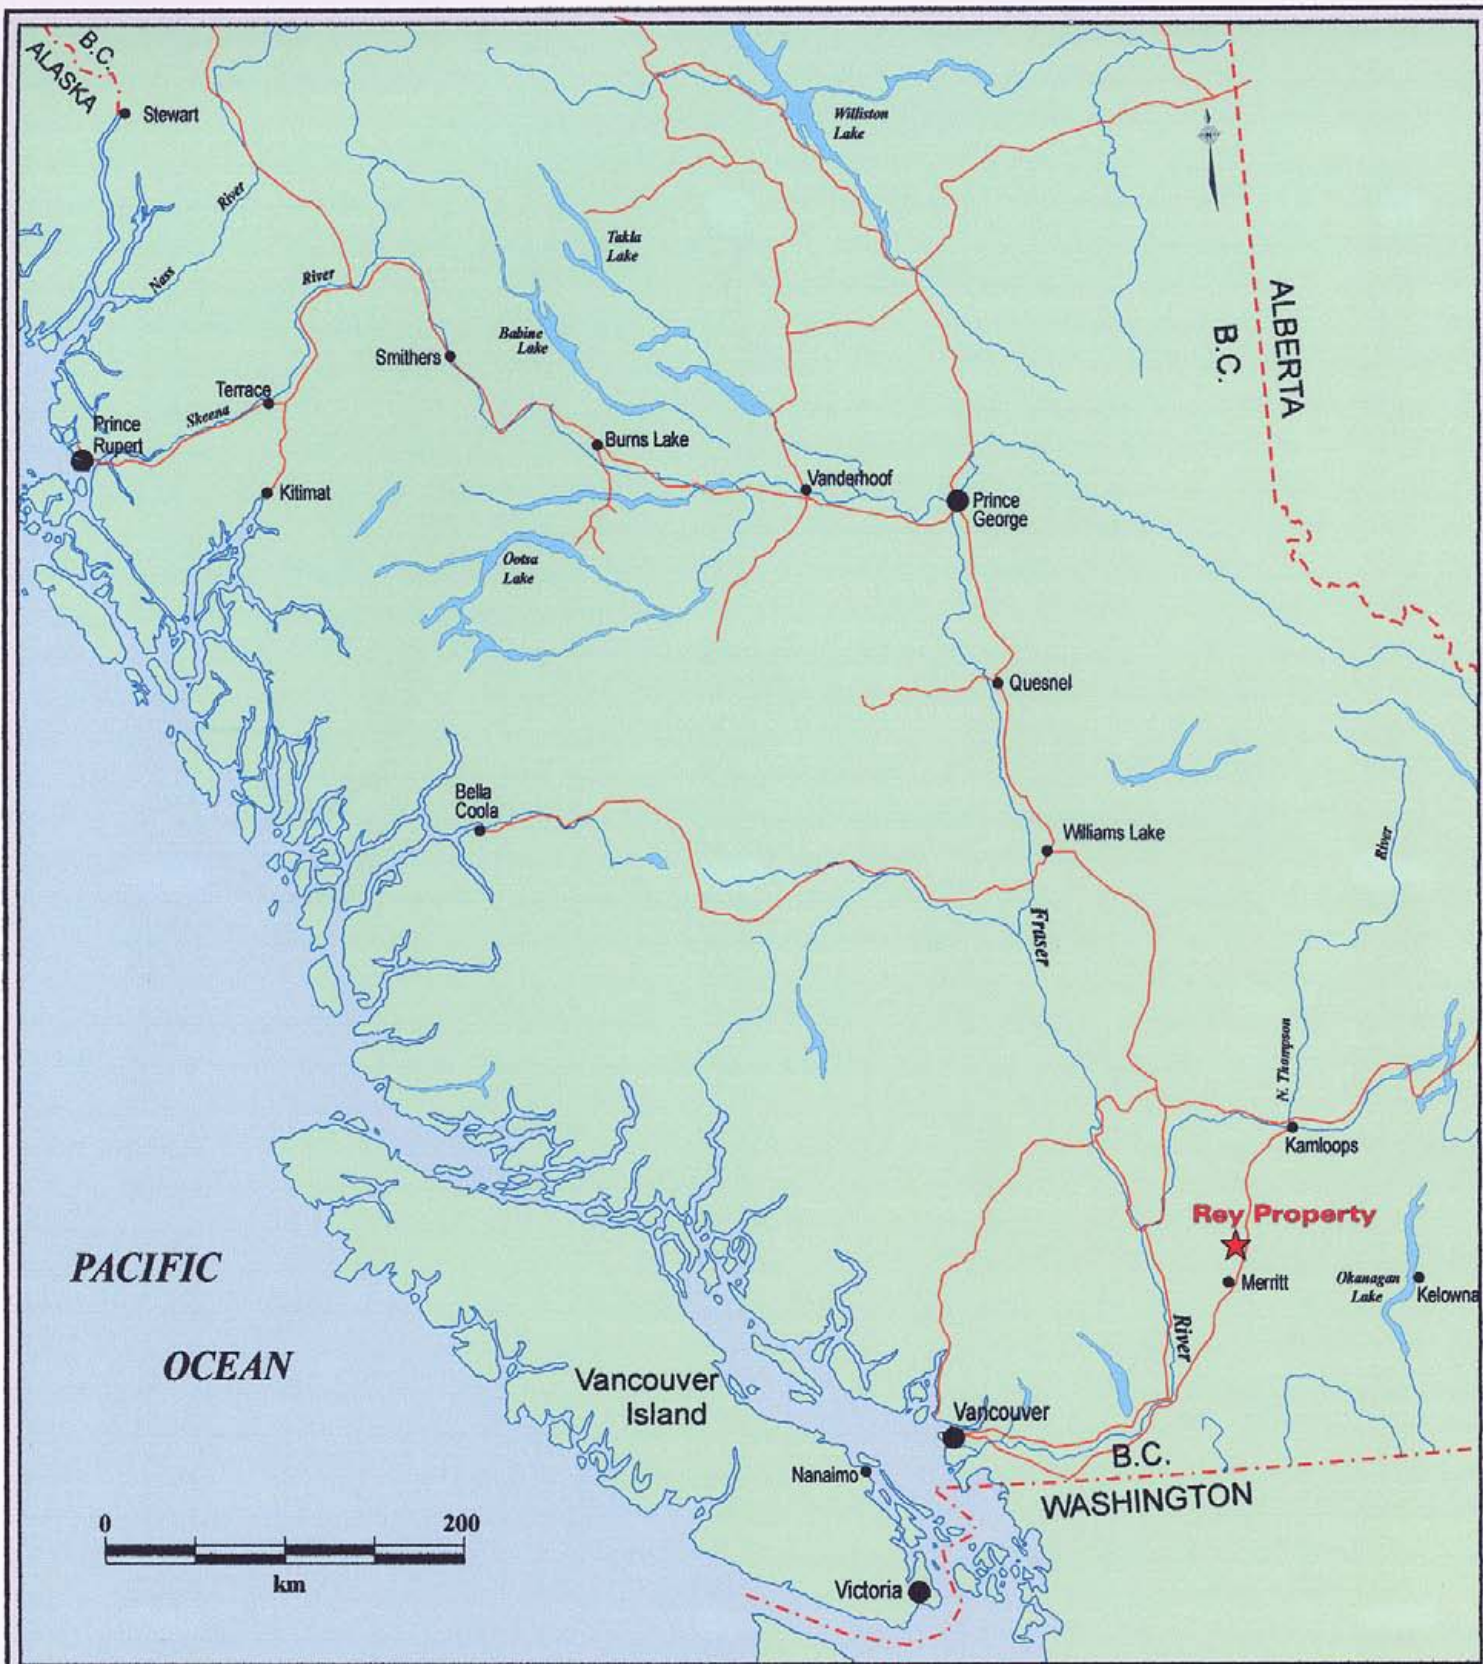 B.C.
ALASKA
Stewart
Williston
Lake
N
River
Nass
Takla
Lake
River
ALBERTA
B.C.
Babine
Lake
Smithers
Terrace
Skeena
Prince
Rupert
Burns Lake
Kitimat
Vanderhoof
Prince
George
Ootsa
Lake
Quesnel
Bella
Coola
Williams Lake
River
Fraser
N. Thompson
Kamloops
Rey Property
PACIFIC
OCEAN
Merritt
Okanagan
Lake
Kelowna
River
Vancouver
Island
Vancouver
B.C.
WASHINGTON
Nanaimo
0 200
km
Victoria